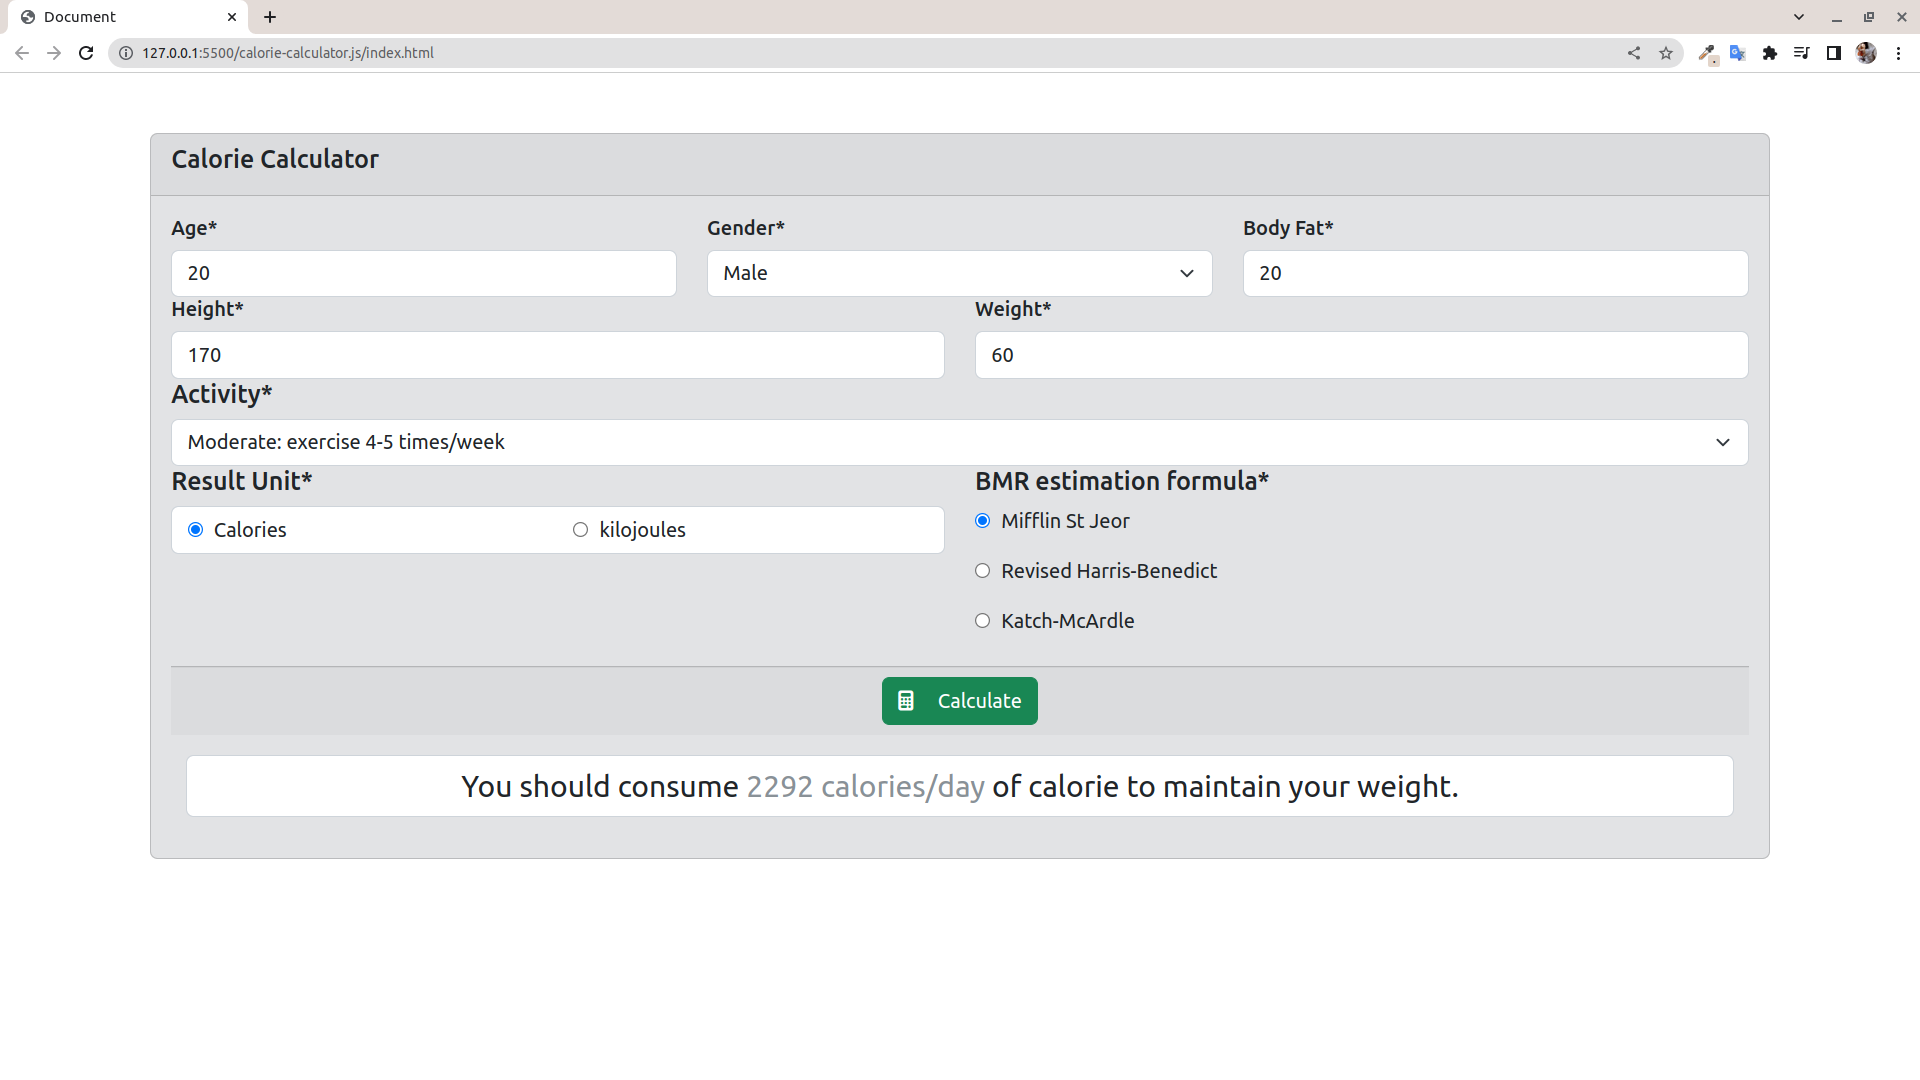 Document
127.0.0.1:5500/calorie-calculator.js/index.html
Calorie Calculator
Age* Gender* Body Fat*
20 Male 20
Height* Weight*
170 60
Activity*
Moderate: exercise 4-5 times/week
Result Unit* BMR estimation formula*
Calories kilojoules Mifflin St Jeor
Revised Harris-Benedict
Katch-McArdle
Calculate
You should consume 2292 calories/day of calorie to maintain your weight.